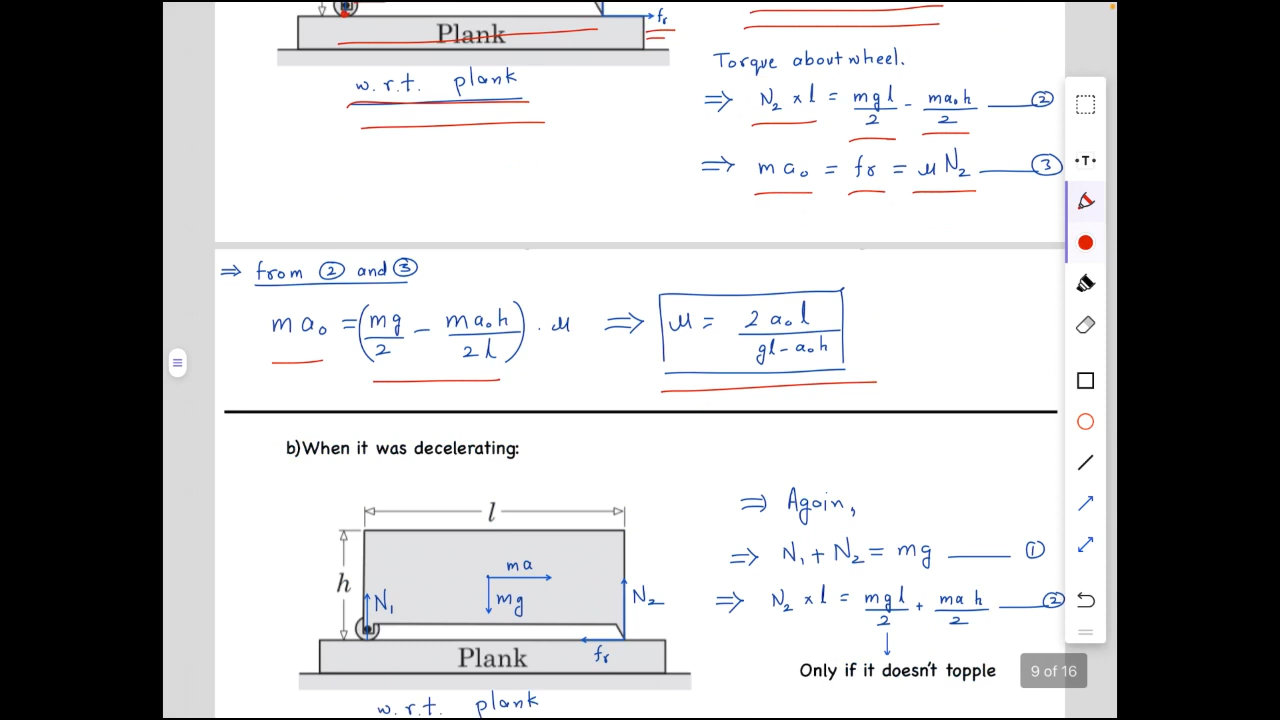 fr
Plank
w.r.t. plank
Torque about wheel.
⇒ N₂ × l = mgl/2 - ma₀h/2 —— ②
⇒ ma₀ = fr = μN₂ —— ③
⇒ from ② and ③
ma₀ = (mg/2 - ma₀h/2l) . μ ⇒ μ = 2a₀l/gl-a₀h
b)When it was decelerating:
l
h
N₁
ma
mg
N₂
fr
Plank
w.r.t. plank
⇒ Again,
⇒ N₁ + N₂ = mg —— ①
⇒ N₂ × l = mgl/2 + mah/2 —— ②
Only if it doesn't topple
·T·
9 of 16